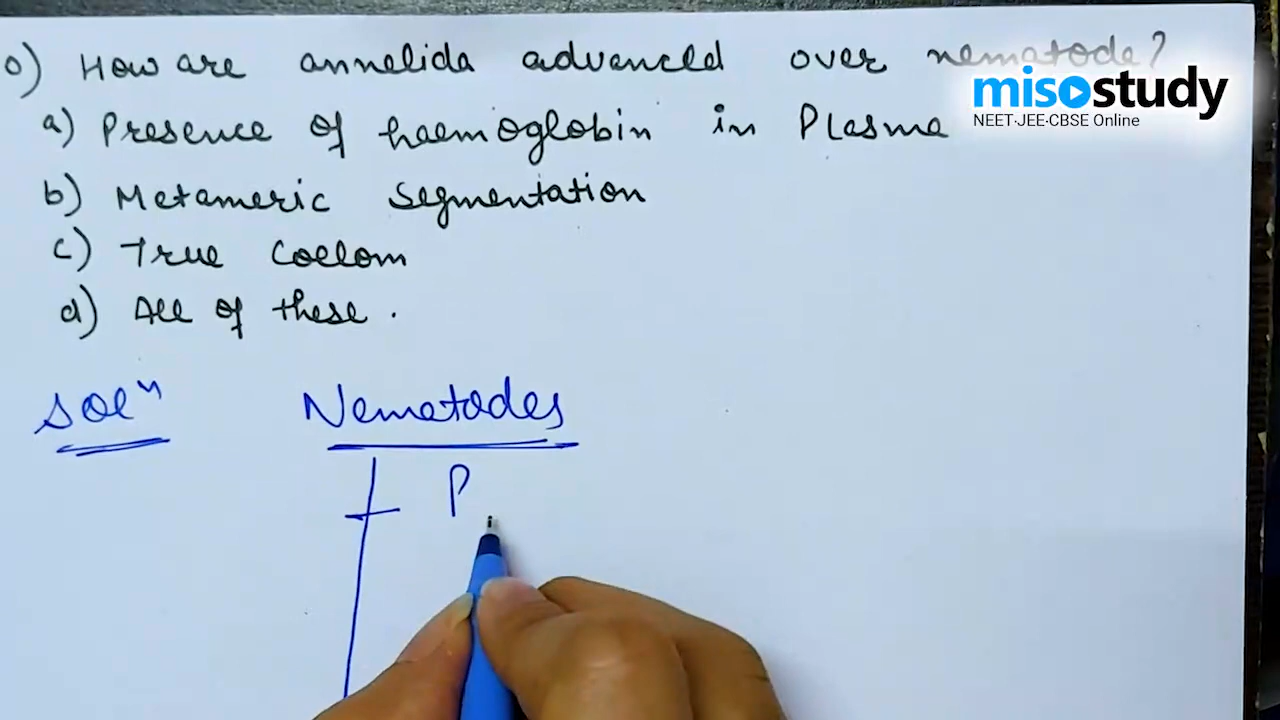 o) How are annelida advanced over nematode?
misostudy
NEET·JEE·CBSE Online
a) Presence of haemoglobin in Plasma
b) Metameric Segmentation
c) True Coelom
d) All of these.
Solⁿ Nematodes
P